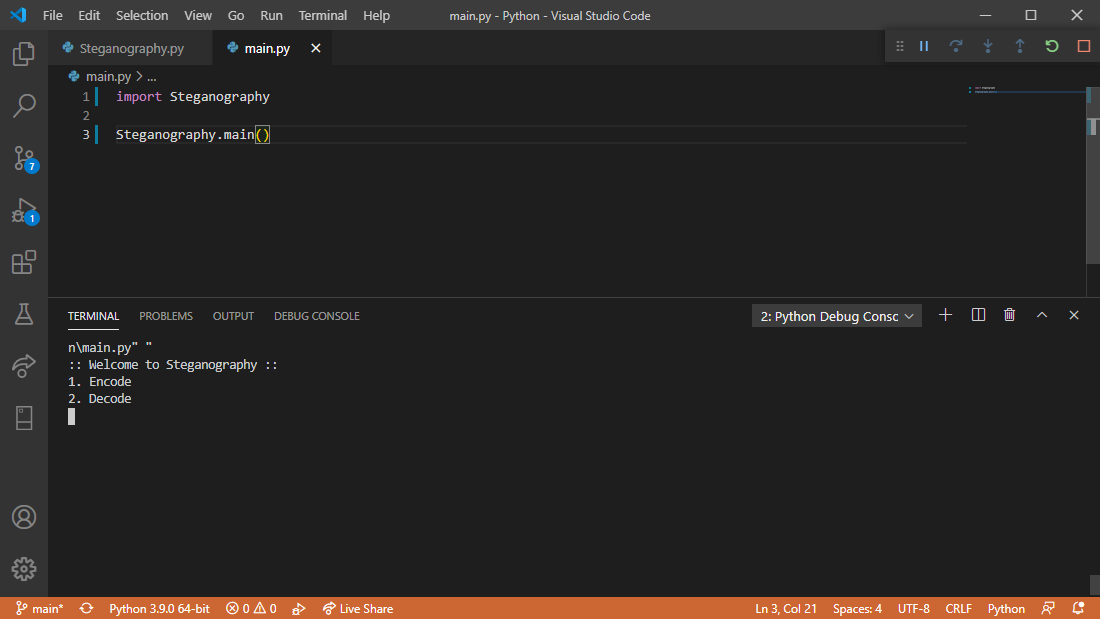 File Edit Selection View Go Run Terminal Help main.py - Python - Visual Studio Code
Steganography.py main.py
main.py > ...
1 import Steganography
2
3 Steganography.main()
7
1
TERMINAL PROBLEMS OUTPUT DEBUG CONSOLE 2: Python Debug Consc
n\main.py" "
:: Welcome to Steganography ::
1. Encode
2. Decode
main* Python 3.9.0 64-bit 0 0 Live Share Ln 3, Col 21 Spaces: 4 UTF-8 CRLF Python